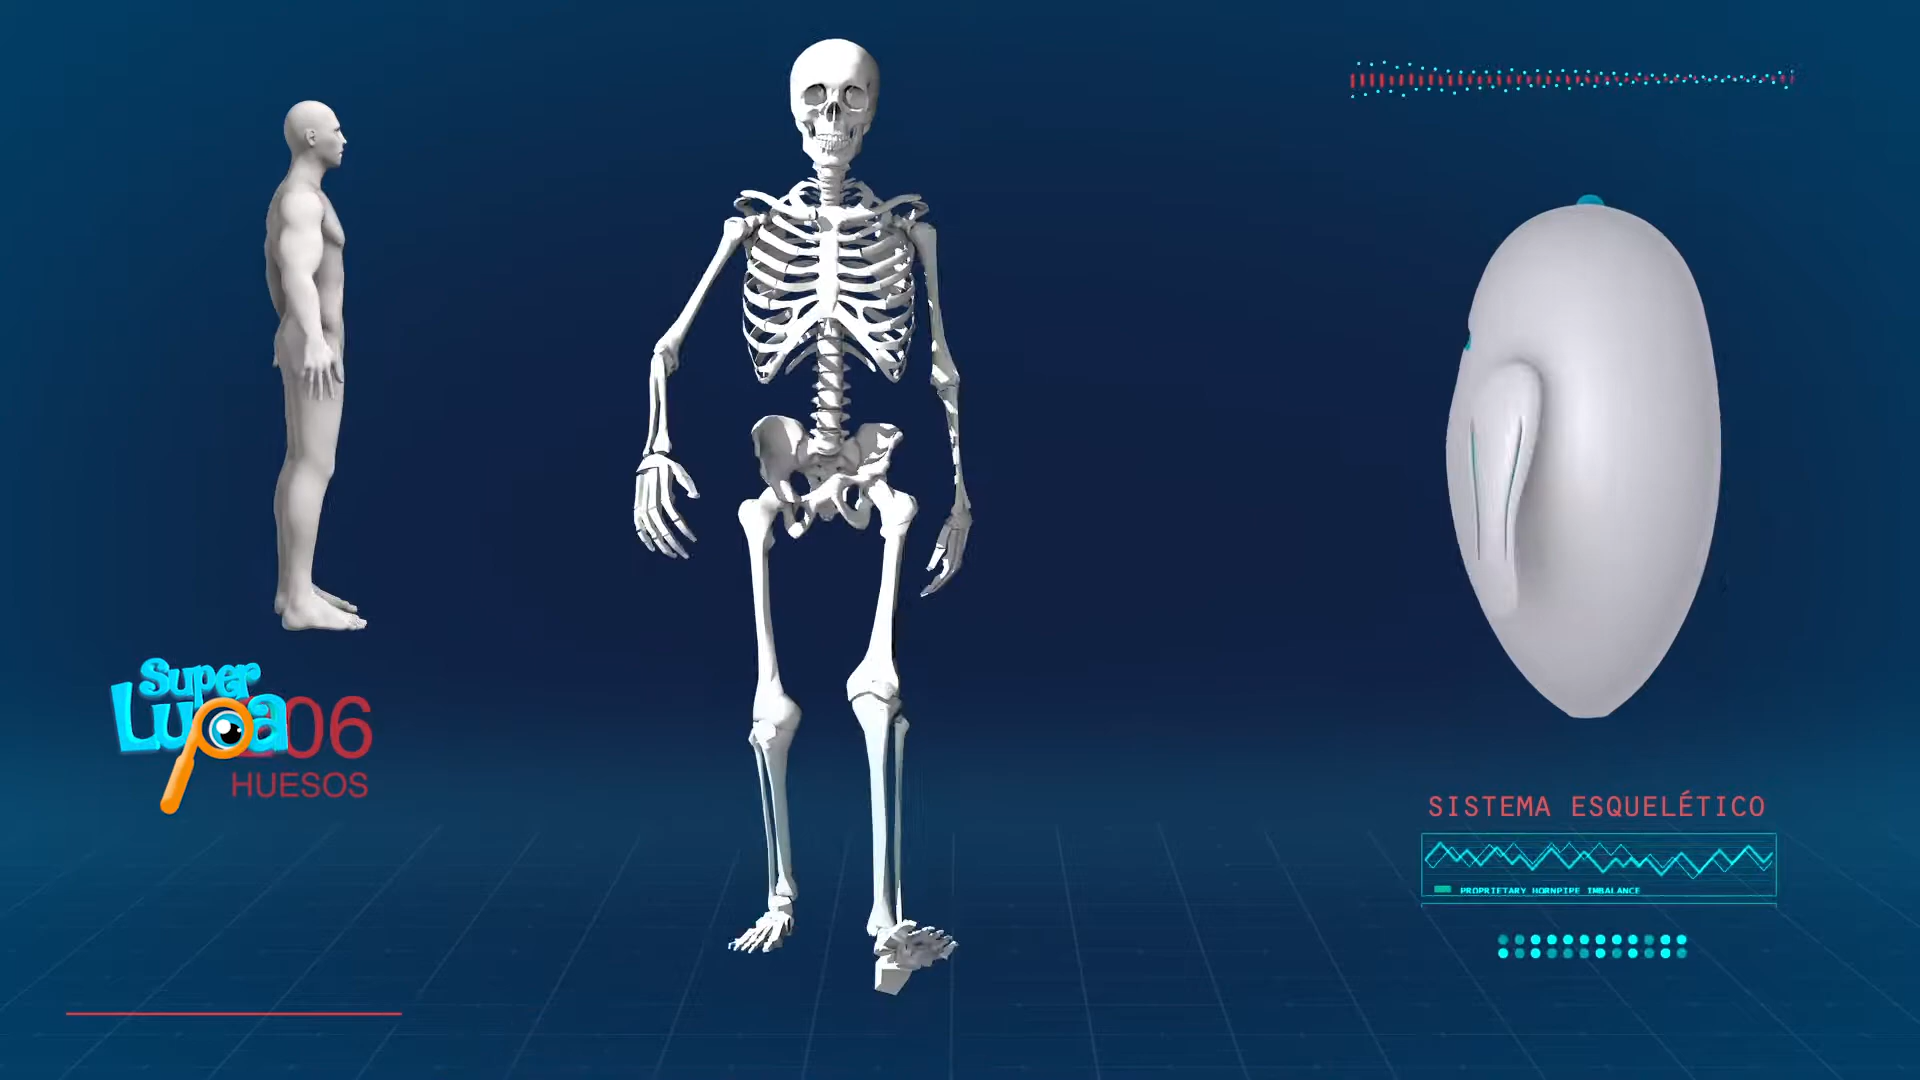 Super
Lupa
206
HUESOS
SISTEMA ESQUELÉTICO
PROPRIETARY HORNPIPE IMBALANCE